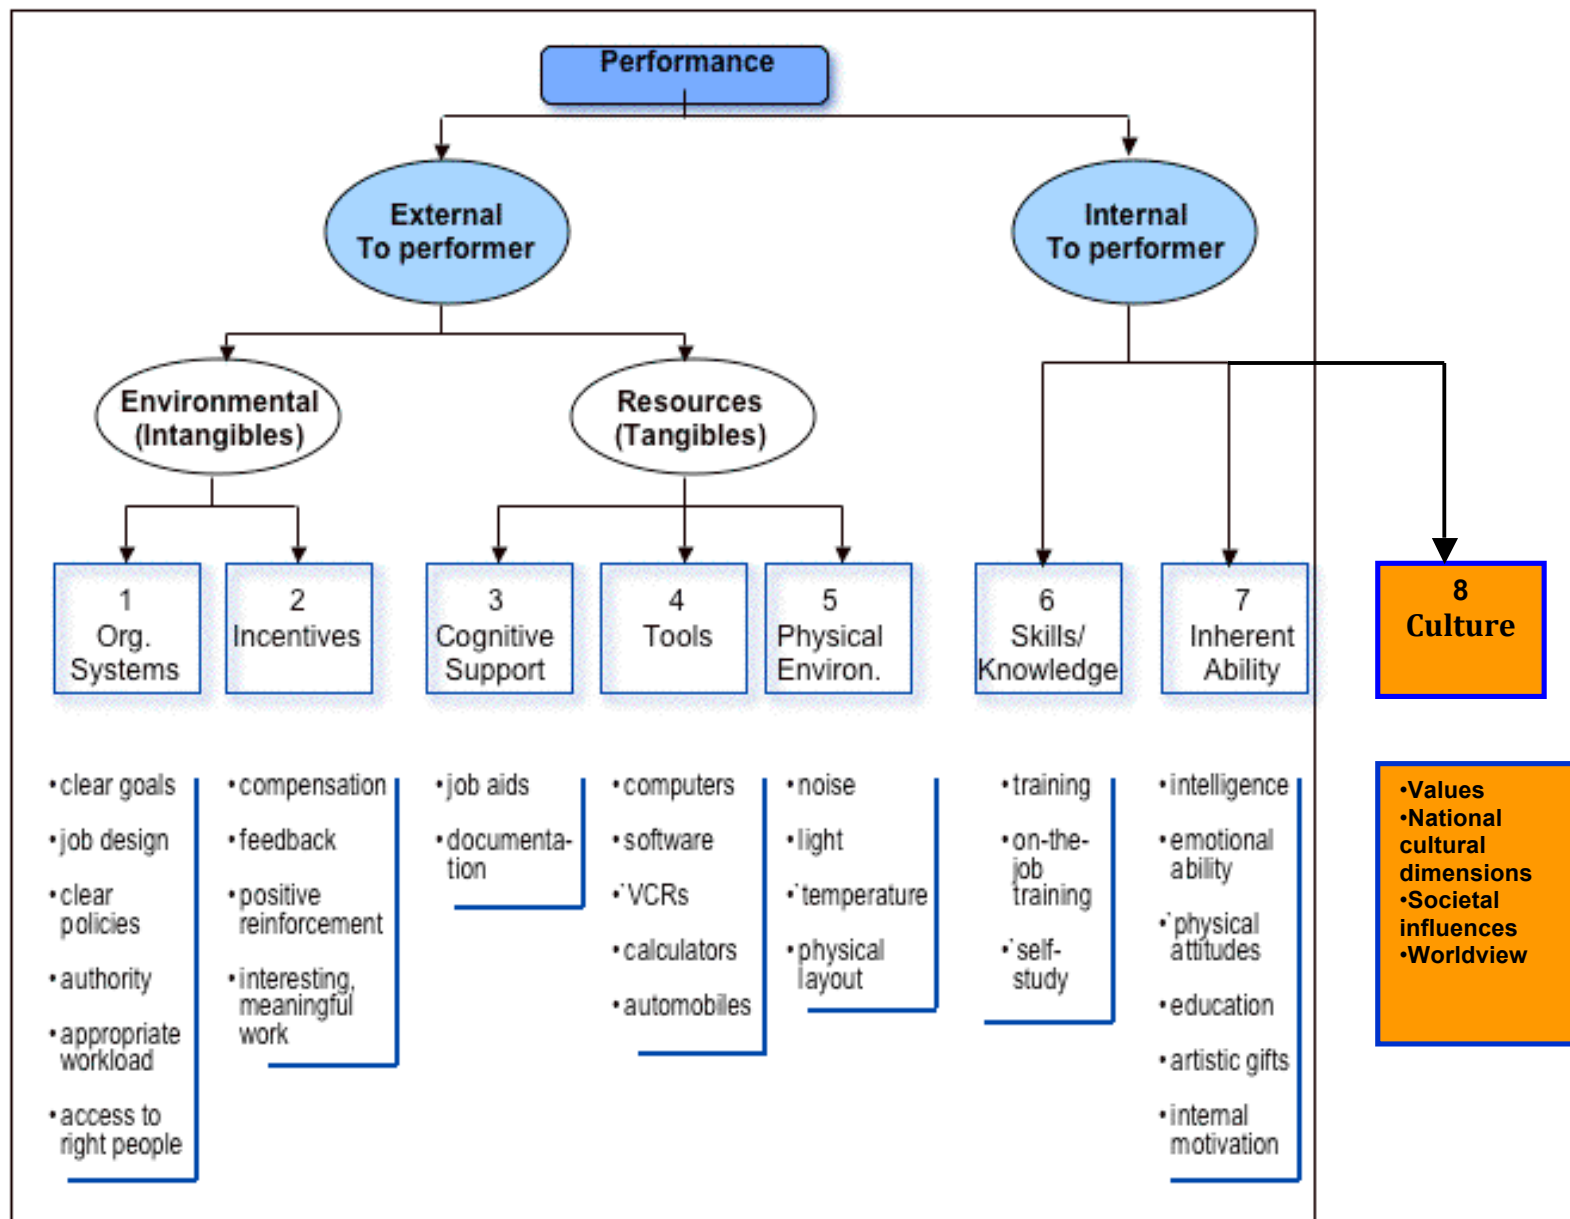 Performance
External
To performer
Internal
To performer
Environmental
(Intangibles)
Resources
(Tangibles)
1
Org.
Systems
2
Incentives
3
Cognitive
Support
4
Tools
5
Physical
Environ.
6
Skills/
Knowledge
7
Inherent
Ability
8
Culture
•clear goals
•job design
•clear
policies
•authority
•appropriate
workload
•access to
right people
•compensation
•feedback
•positive
reinforcement
•interesting,
meaningful
work
•job aids
•documenta-
tion
•computers
•software
•VCRs
•calculators
•automobiles
•noise
•light
•temperature
•physical
layout
•training
•on-the-
job
training
•self-
study
•intelligence
•emotional
ability
•physical
attitudes
•education
•artistic gifts
•internal
motivation
•Values
•National
cultural
dimensions
•Societal
influences
•Worldview